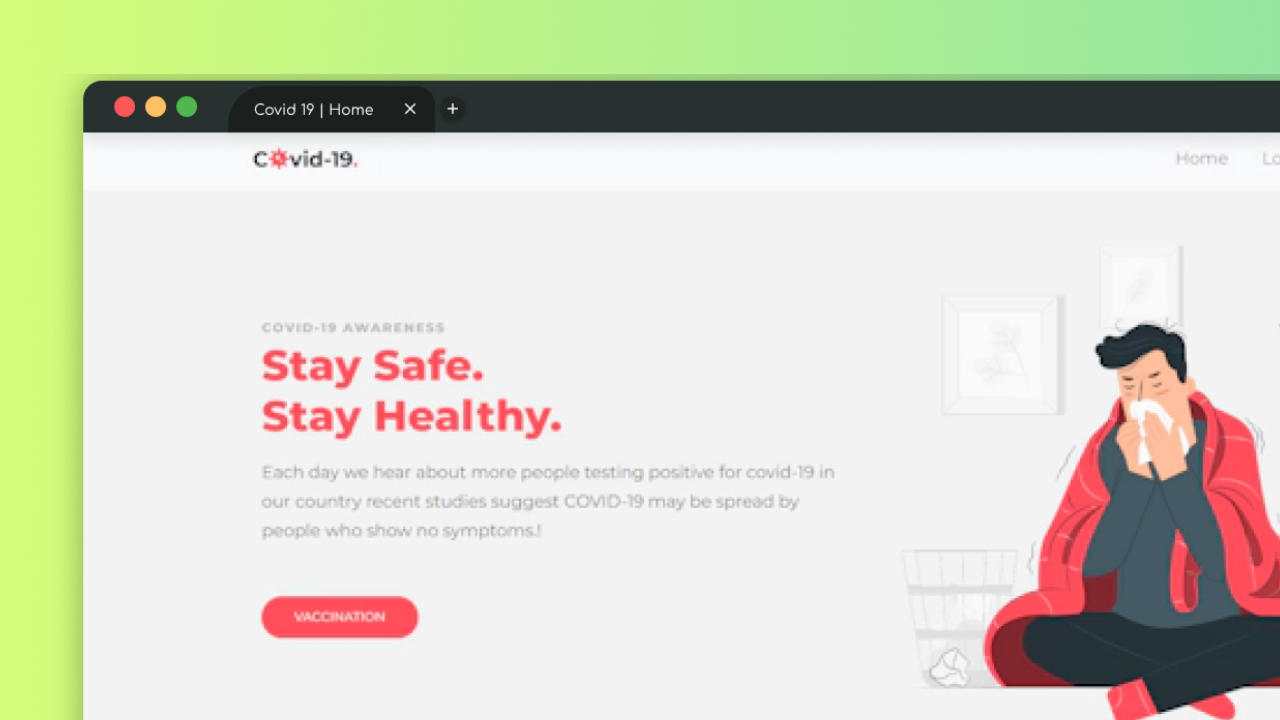 Covid 19 | Home
Covid-19.
Home
COVID-19 AWARENESS
Stay Safe.
Stay Healthy.
Each day we hear about more people testing positive for covid-19 in
our country recent studies suggest COVID-19 may be spread by
people who show no symptoms.!
VACCINATION